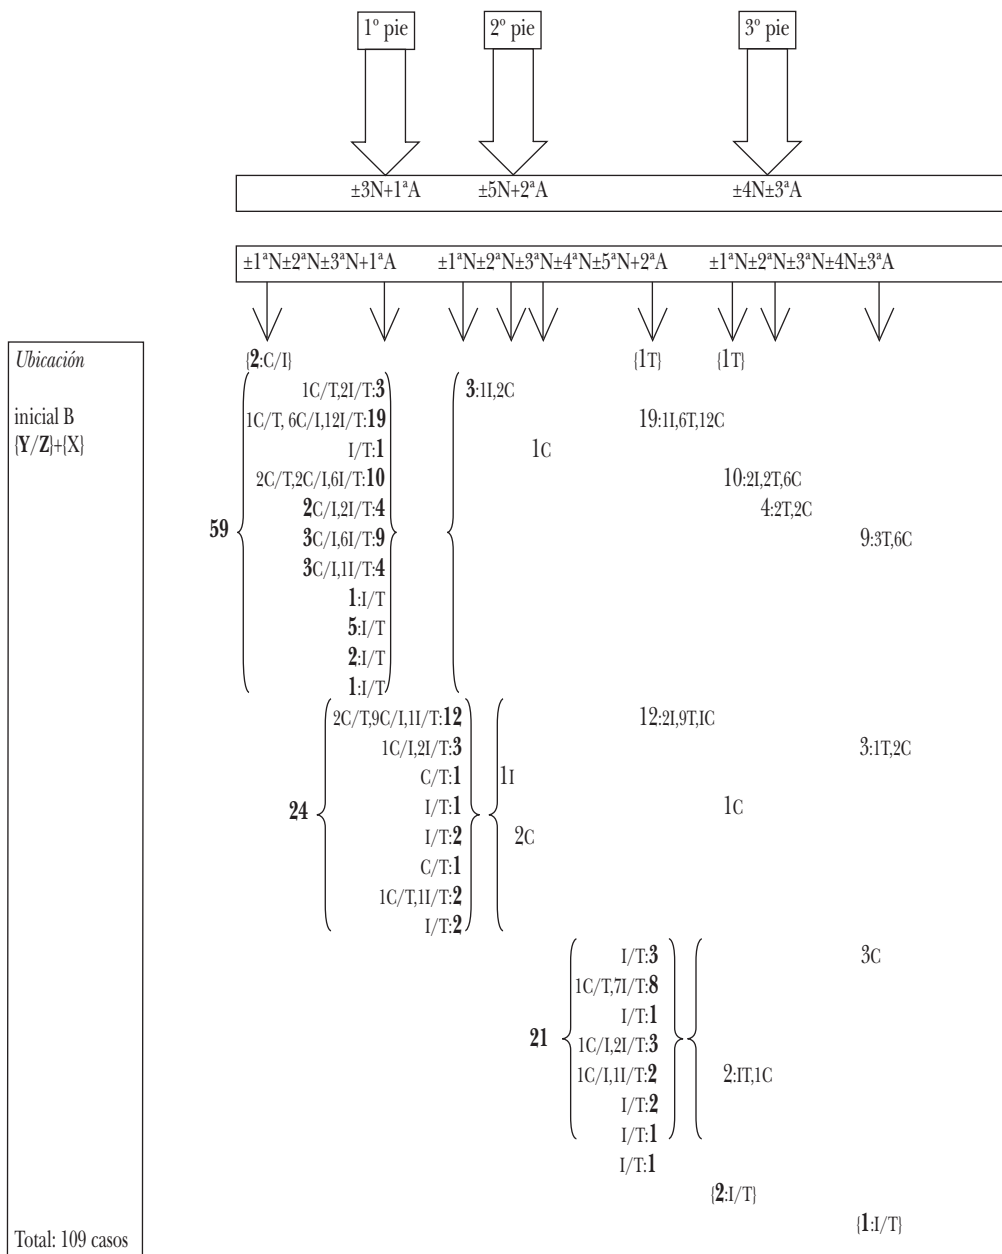 1º pie 2º pie 3º pie
±3N+1ªA ±5N+2ªA ±4N±3ªA
±1ªN±2ªN±3ªN+1ªA ±1ªN±2ªN±3ªN±4ªN±5ªN+2ªA ±1ªN±2ªN±3ªN±4N±3ªA
Ubicación {2:C/I} {1T} {1T}
1C/T,2I/T:3 3:1I,2C
inicial B 1C/T, 6C/I,12I/T:19 19:1I,6T,12C
{Y/Z}+{X} I/T:1 1C
2C/T,2C/I,6I/T:10 10:2I,2T,6C
2C/I,2I/T:4 4:2T,2C
59 3C/I,6I/T:9 9:3T,6C
3C/I,1I/T:4
1:I/T
5:I/T
2:I/T
1:I/T
2C/T,9C/I,1I/T:12 12:2I,9T,IC
1C/I,2I/T:3 3:1T,2C
C/T:1 1I
24 I/T:1 1C
I/T:2 2C
C/T:1
1C/T,1I/T:2
I/T:2
I/T:3 3C
1C/T,7I/T:8
I/T:1
21 1C/I,2I/T:3
1C/I,1I/T:2 2:IT,1C
I/T:2
I/T:1
I/T:1
{2:I/T}
{1:I/T}
Total: 109 casos